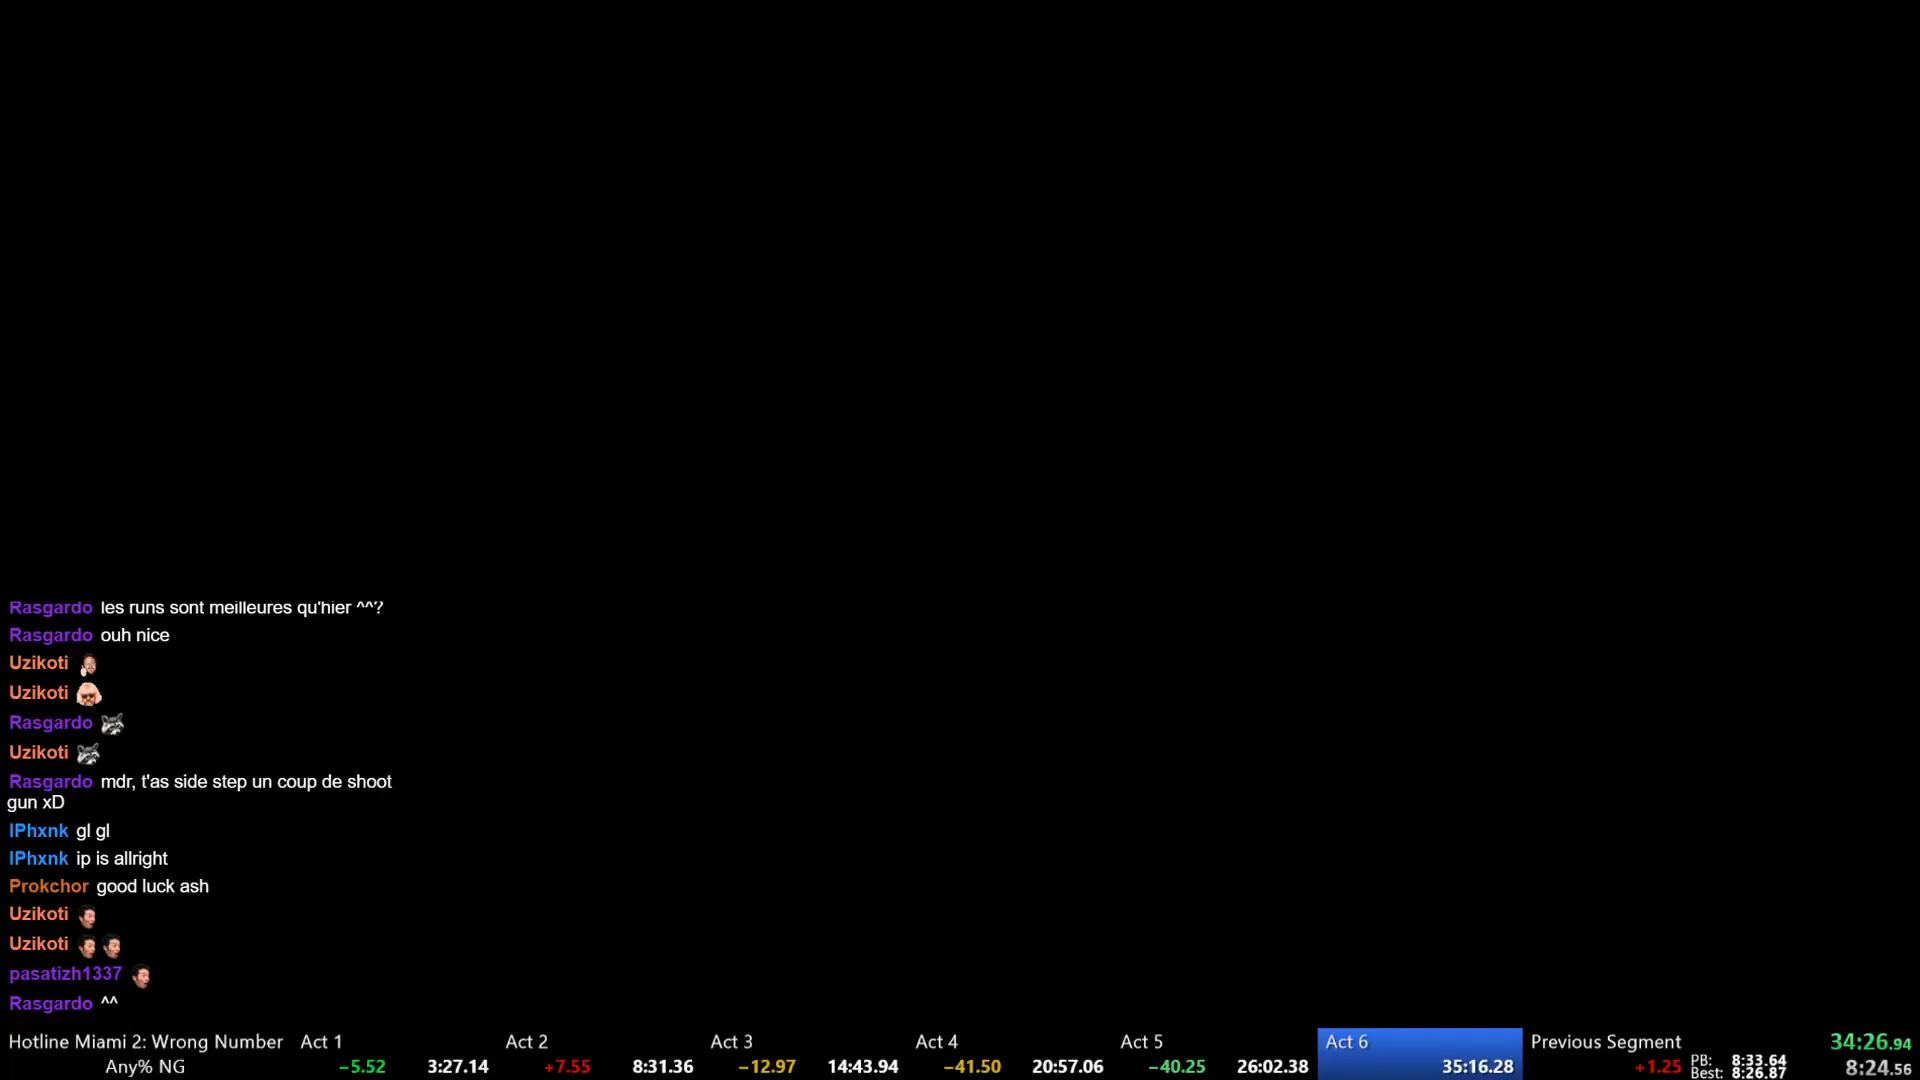 Rasgardo les runs sont meilleures qu'hier ^^?
Rasgardo ouh nice
Uzikoti
Uzikoti
Rasgardo
Uzikoti
Rasgardo mdr, t'as side step un coup de shoot
gun xD
IPhxnk gl gl
IPhxnk ip is allright
Prokchor good luck ash
Uzikoti
Uzikoti
pasatizh1337
Rasgardo ^^
Hotline Miami 2: Wrong Number
Any% NG
Act 1
−5.52 3:27.14
Act 2
+7.55 8:31.36
Act 3
−12.97 14:43.94
Act 4
−41.50 20:57.06
Act 5
−40.25 26:02.38
Act 6
35:16.28
Previous Segment
+1.25
PB: 8:33.64
Best: 8:26.87
34:26.94
8:24.56